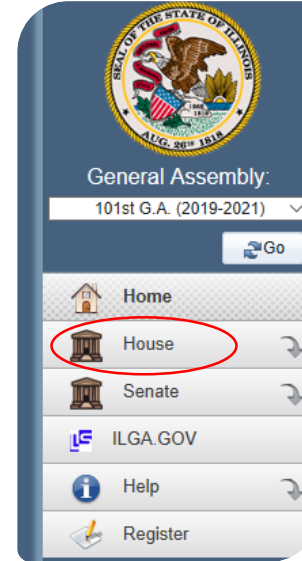 SEAL OF THE STATE OF ILLINOIS
AUG. 26TH 1818
General Assembly:
101st G.A. (2019-2021)
Go
Home
House
Senate
ILGA.GOV
Help
Register